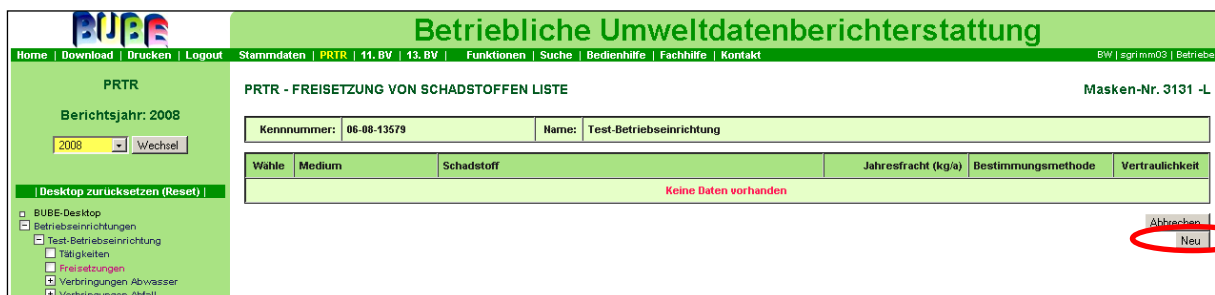 BUBE
Betriebliche Umweltdatenberichterstattung
Home | Download | Drucken | Logout
Stammdaten | PRTR | 11. BV | 13. BV | Funktionen | Suche | Bedienhilfe | Fachhilfe | Kontakt
BW | sgrimm03 | Betriebe
PRTR
Berichtsjahr: 2008
2008 Wechsel
| Desktop zurücksetzen (Reset) |
BUBE-Desktop
Betriebseinrichtungen
Test-Betriebseinrichtung
Tätigkeiten
Freisetzungen
Verbringungen Abwasser
Verbringungen Abfall
PRTR - FREISETZUNG VON SCHADSTOFFEN LISTE
Masken-Nr. 3131 -L
Kennnummer: 06-08-13579 Name: Test-Betriebseinrichtung
Wähle Medium Schadstoff Jahresfracht (kg/a) Bestimmungsmethode Vertraulichkeit
Keine Daten vorhanden
Abbrechen
Neu